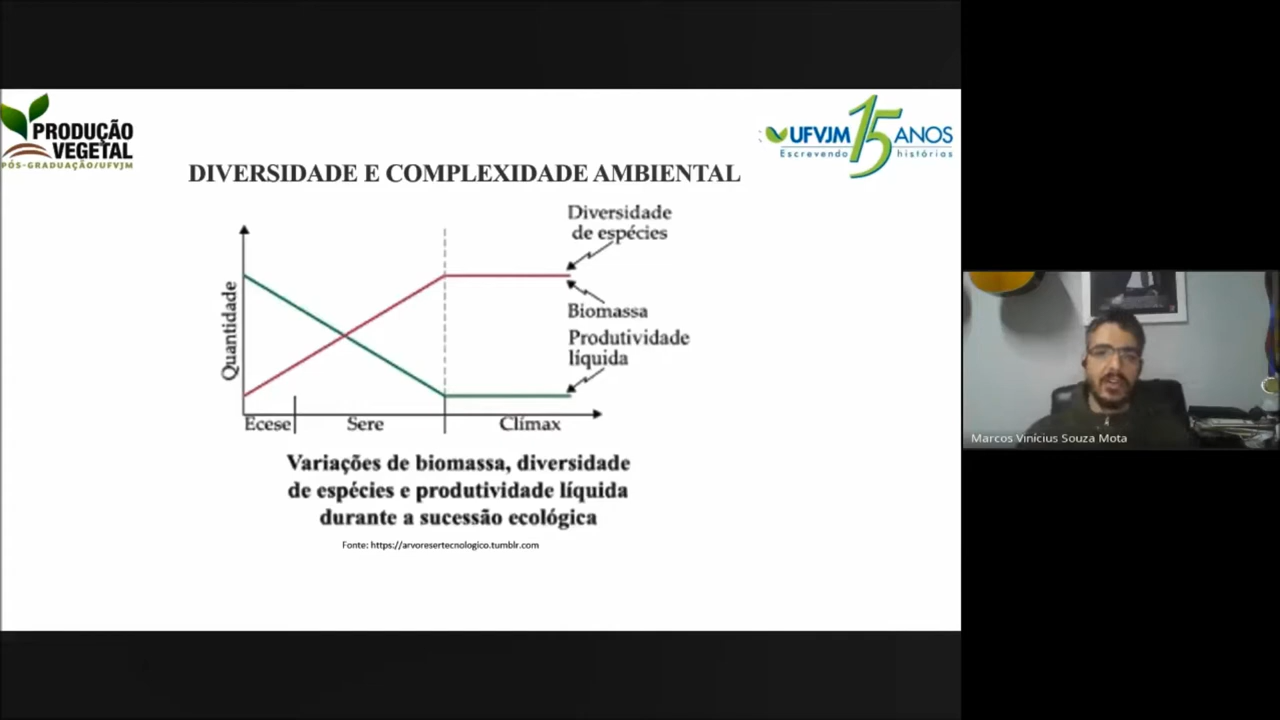 PRODUÇÃO
VEGETAL
PÓS-GRADUAÇÃO/UFVJM
UFVJM 15 ANOS
Escrevendo histórias
DIVERSIDADE E COMPLEXIDADE AMBIENTAL
Diversidade
de espécies
Quantidade
Biomassa
Produtividade
líquida
Ecese Sere Clímax
Variações de biomassa, diversidade
de espécies e produtividade líquida
durante a sucessão ecológica
Fonte: https://arvoresertecnologico.tumblr.com
Marcos Vinícius Souza Mota